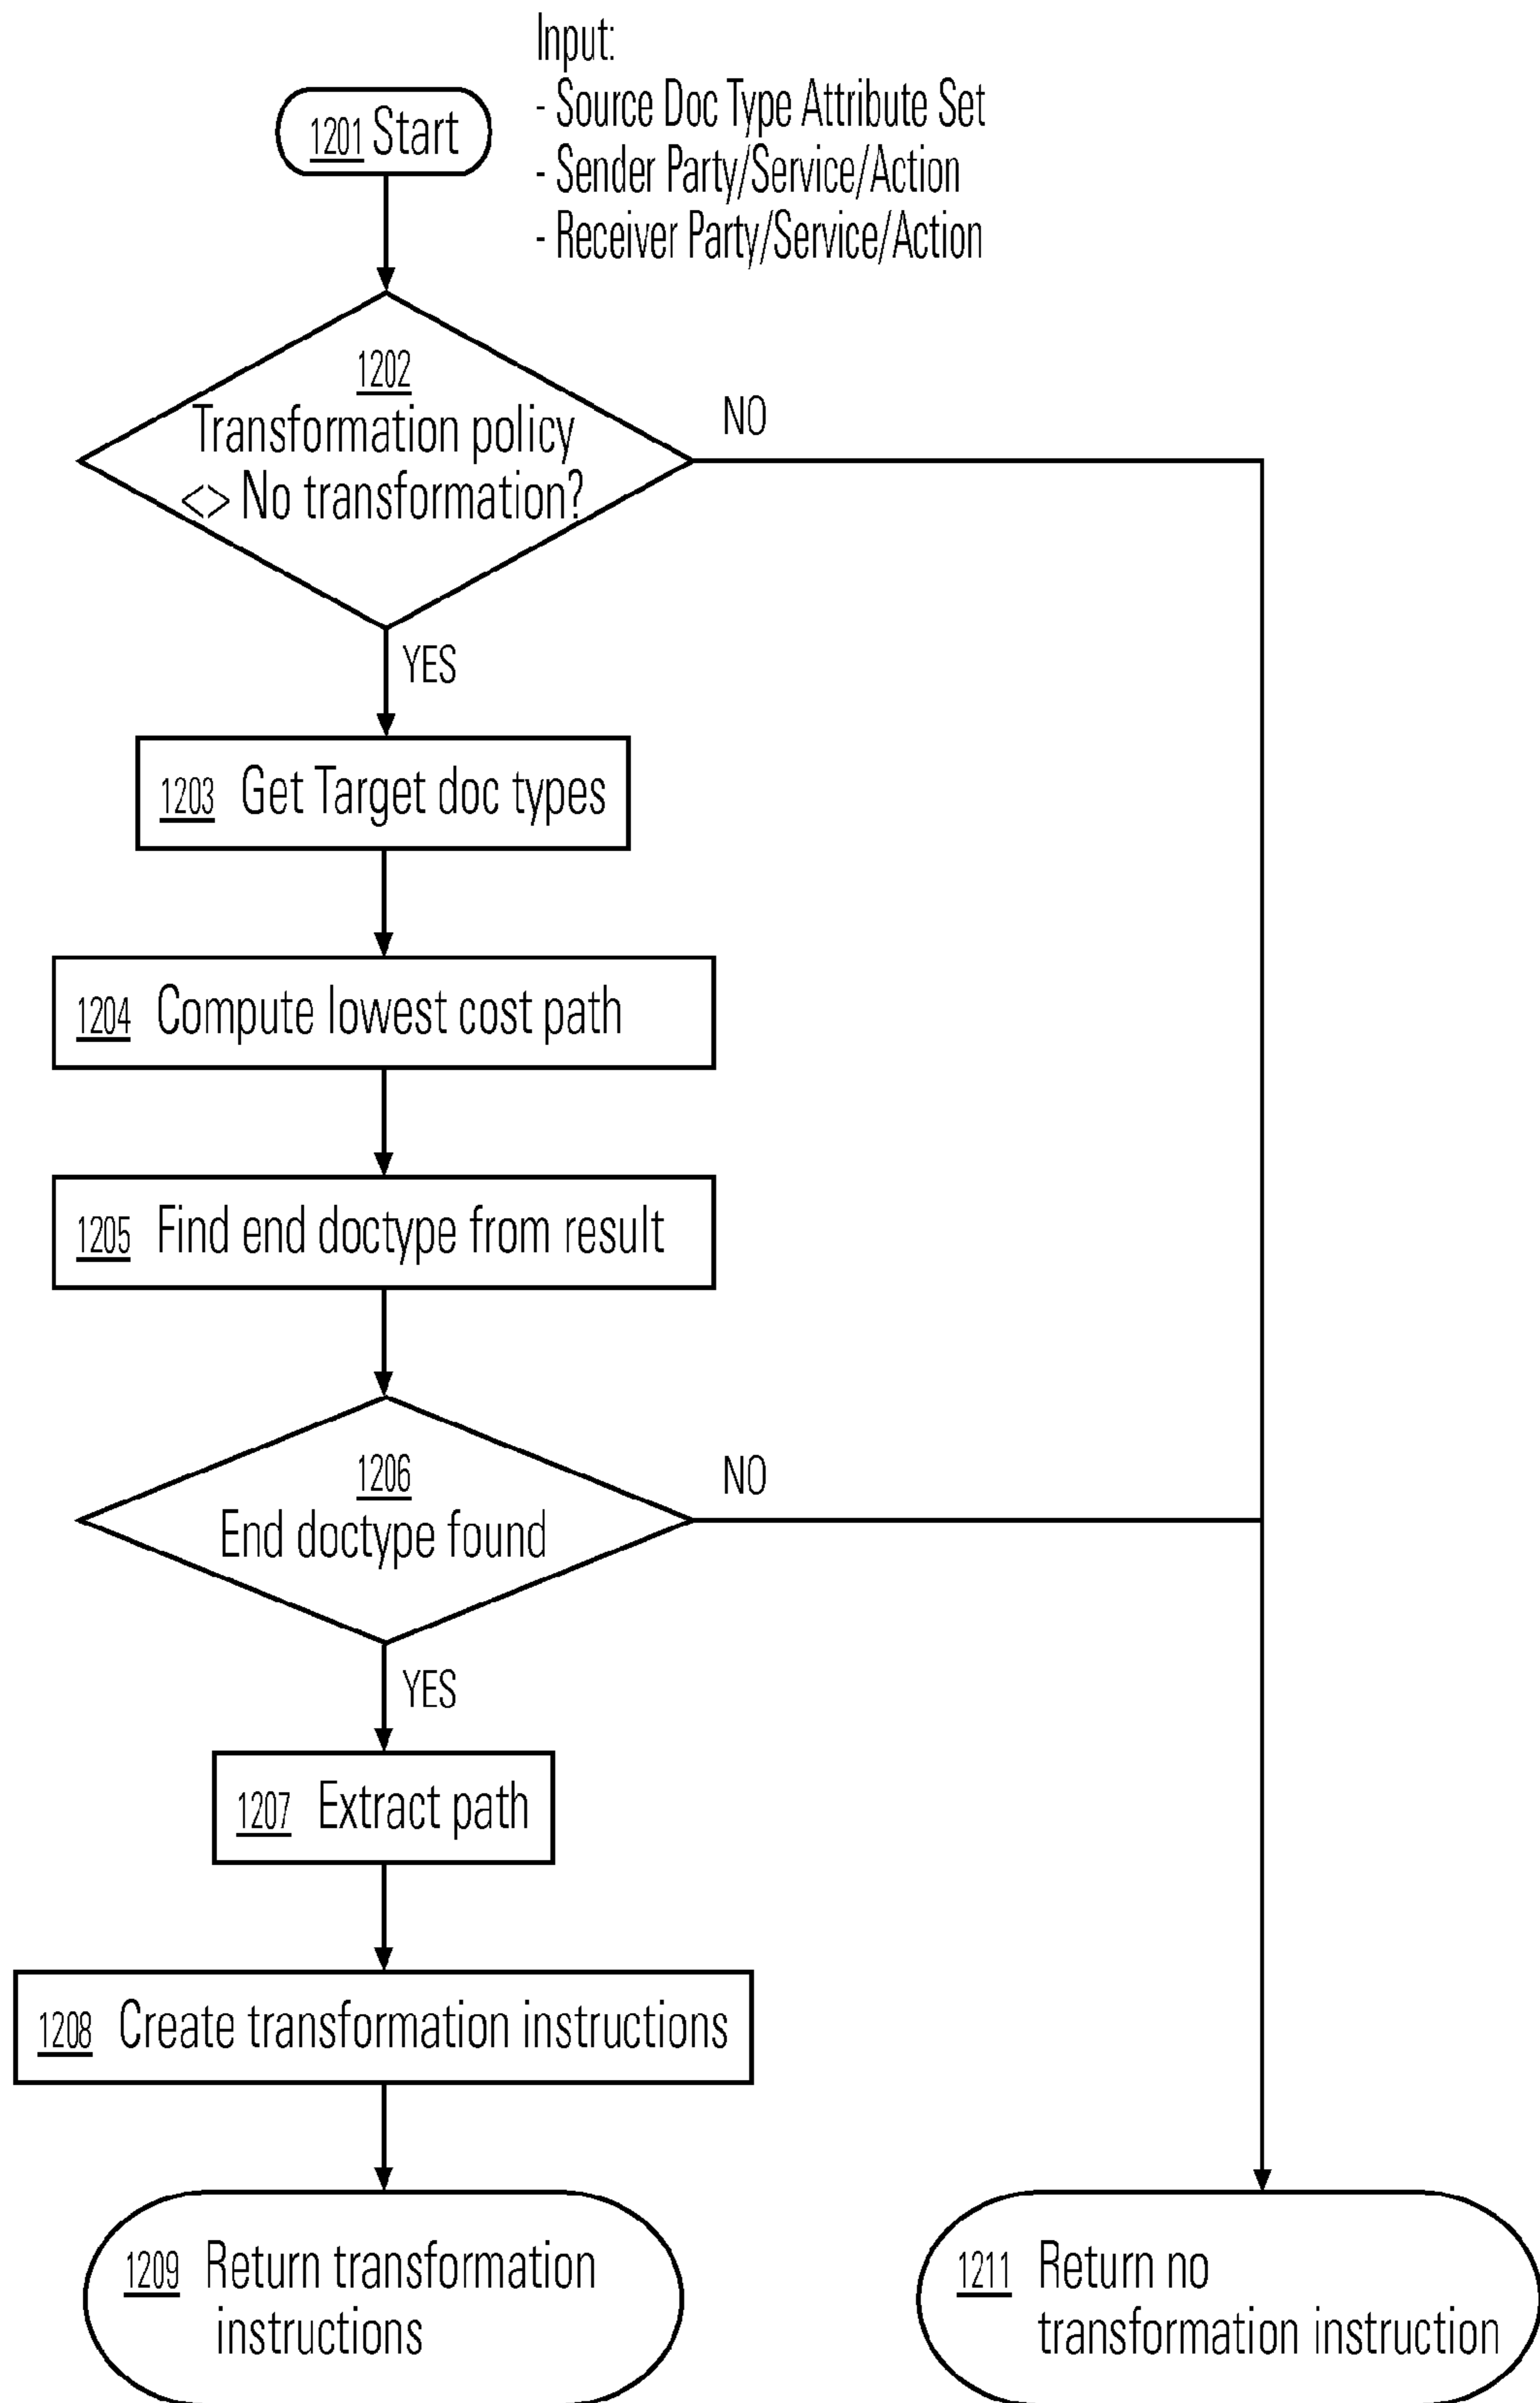 Input:
- Source Doc Type Attribute Set
- Sender Party/Service/Action
- Receiver Party/Service/Action
1201 Start
1202
Transformation policy
<> No transformation?
NO
YES
1203 Get Target doc types
1204 Compute lowest cost path
1205 Find end doctype from result
1206
End doctype found
NO
YES
1207 Extract path
1208 Create transformation instructions
1209 Return transformation
instructions
1211 Return no
transformation instruction